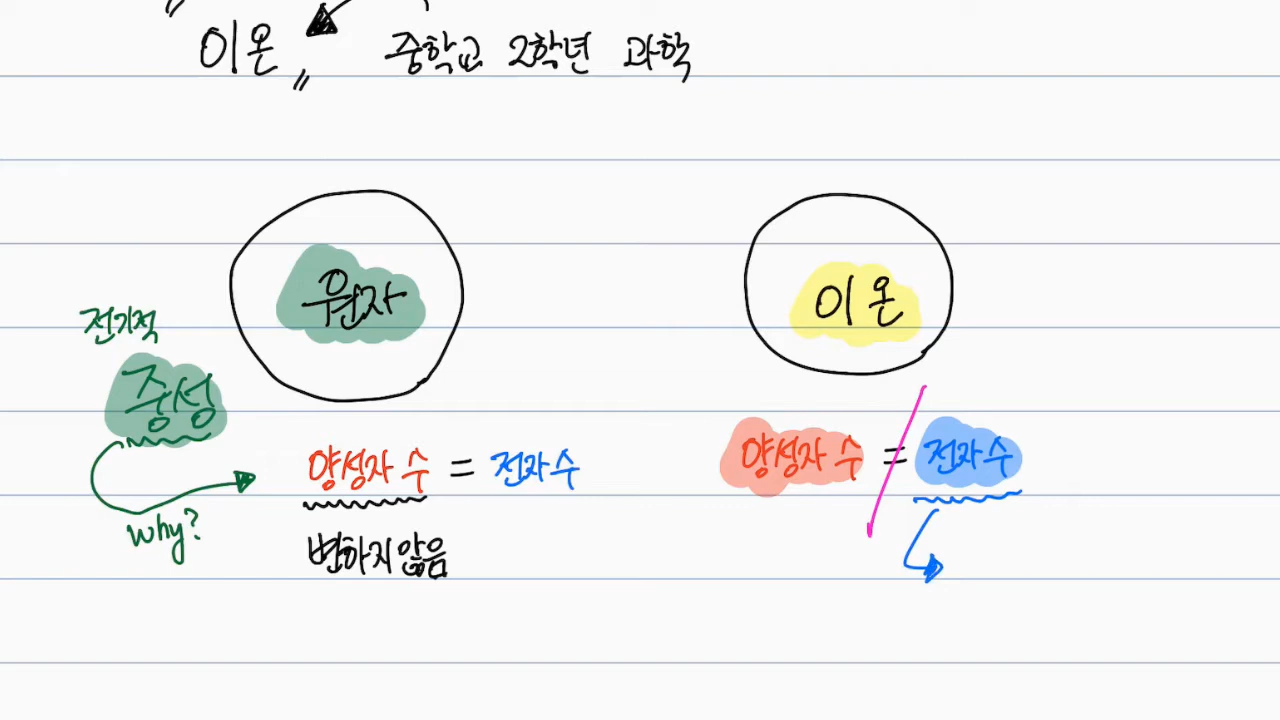 이온" 중학교 2학년 과학
원자
이온
전기적
중성
why?
양성자 수 = 전자수
변하지 않음
양성자 수 = 전자수